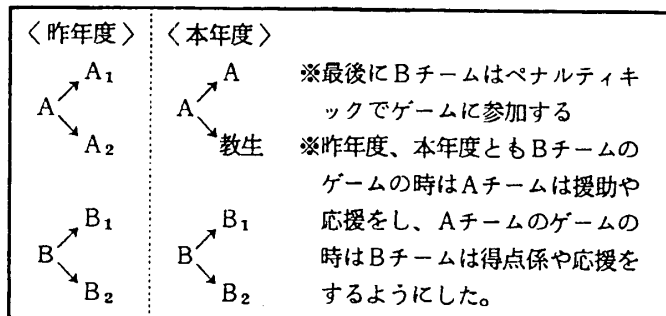 〈昨年度〉 〈本年度〉
A→A₁ A→A ※最後にBチームはペナルティキ
ックでゲームに参加する
A→A₂ A→教生 ※昨年度、本年度ともBチームの
ゲームの時はAチームは援助や
応援をし、Aチームのゲームの
B→B₁ B→B₁ 時はBチームは得点係や応援を
B→B₂ B→B₂ するようにした。